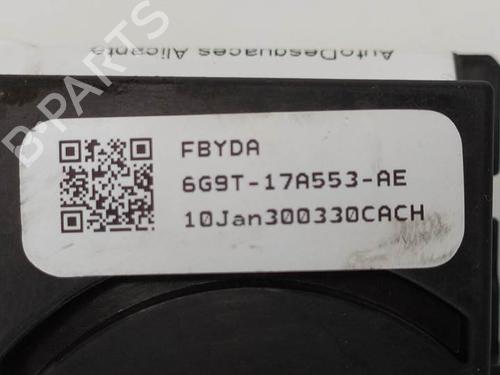 AutoDesguaces Alicante
B-PARTS
FBYDA
6G9T-17A553-AE
10Jan300330CACH